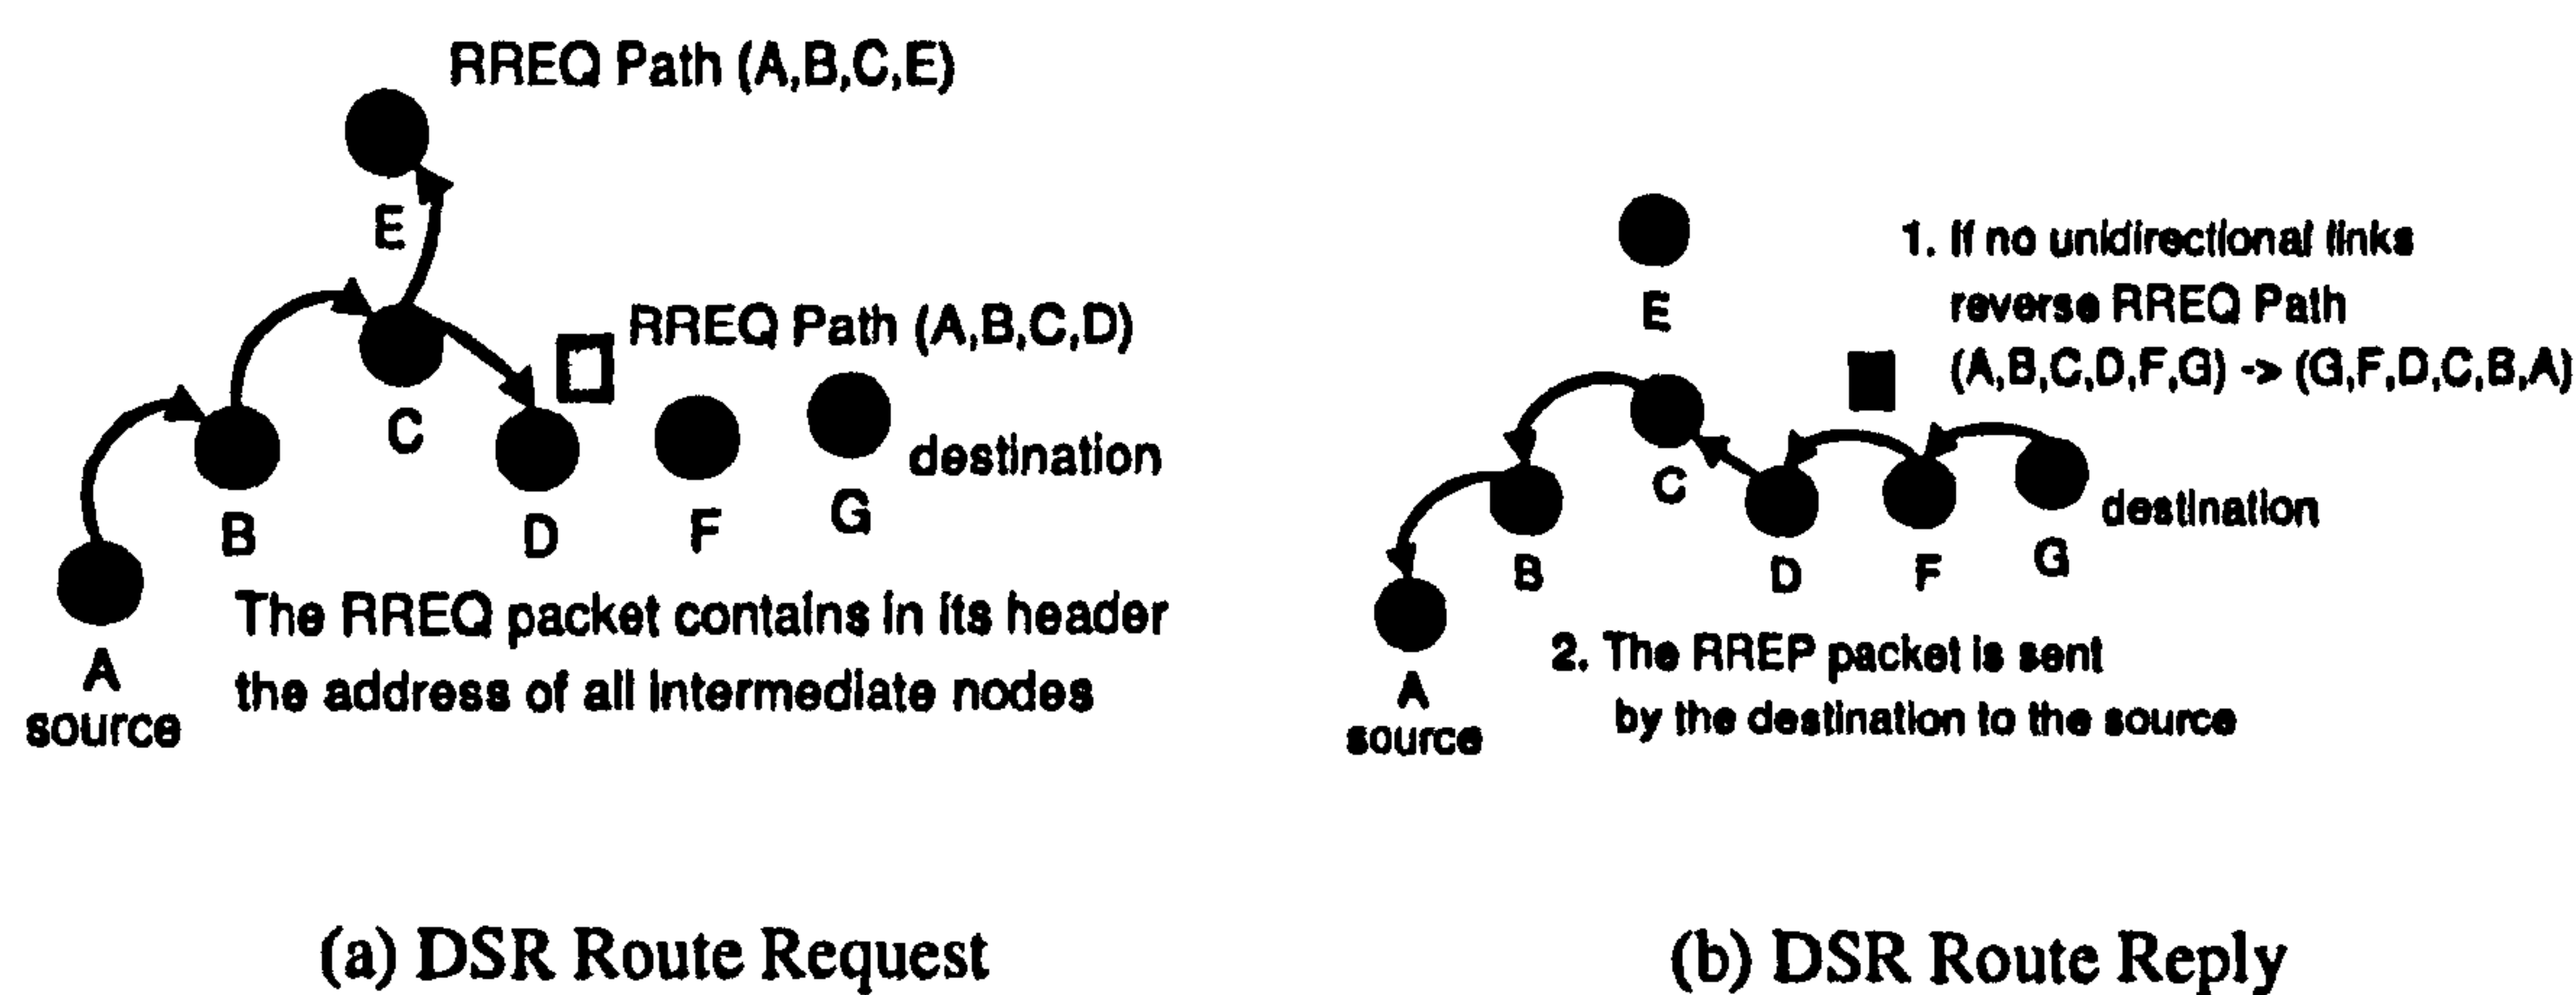 RREQ Path (A,B,C,E)
E
RREQ Path (A,B,C,D)
C
destination
B
D
F
G
A
source
The RREQ packet contains in its header
the address of all intermediate nodes
(a) DSR Route Request
E
1. If no unidirectional links
reverse RREQ Path
(A,B,C,D,F,G) -> (G,F,D,C,B,A)
C
destination
B
D
F
G
A
source
2. The RREP packet is sent
by the destination to the source
(b) DSR Route Reply